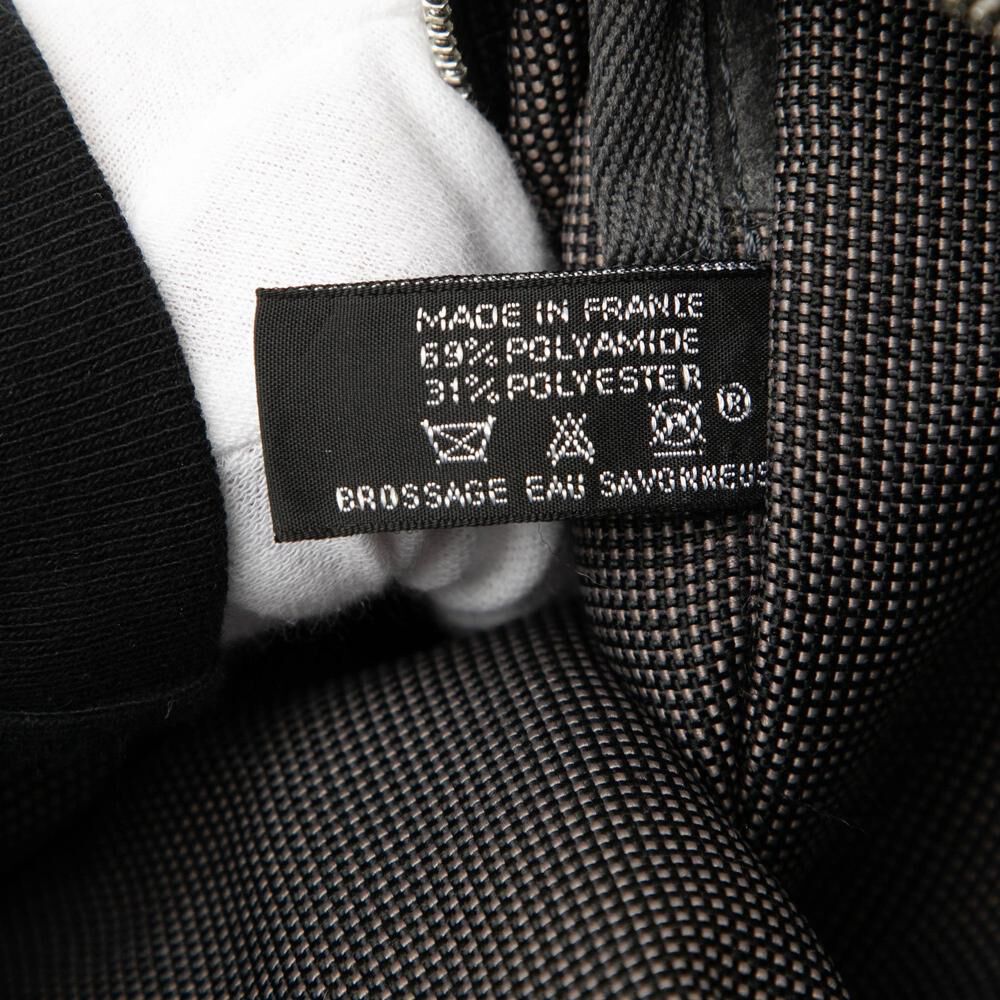 MADE IN FRANCE
69% POLYAMIDE
31% POLYESTER
®
BROSSAGE EAU SAVONNEUS